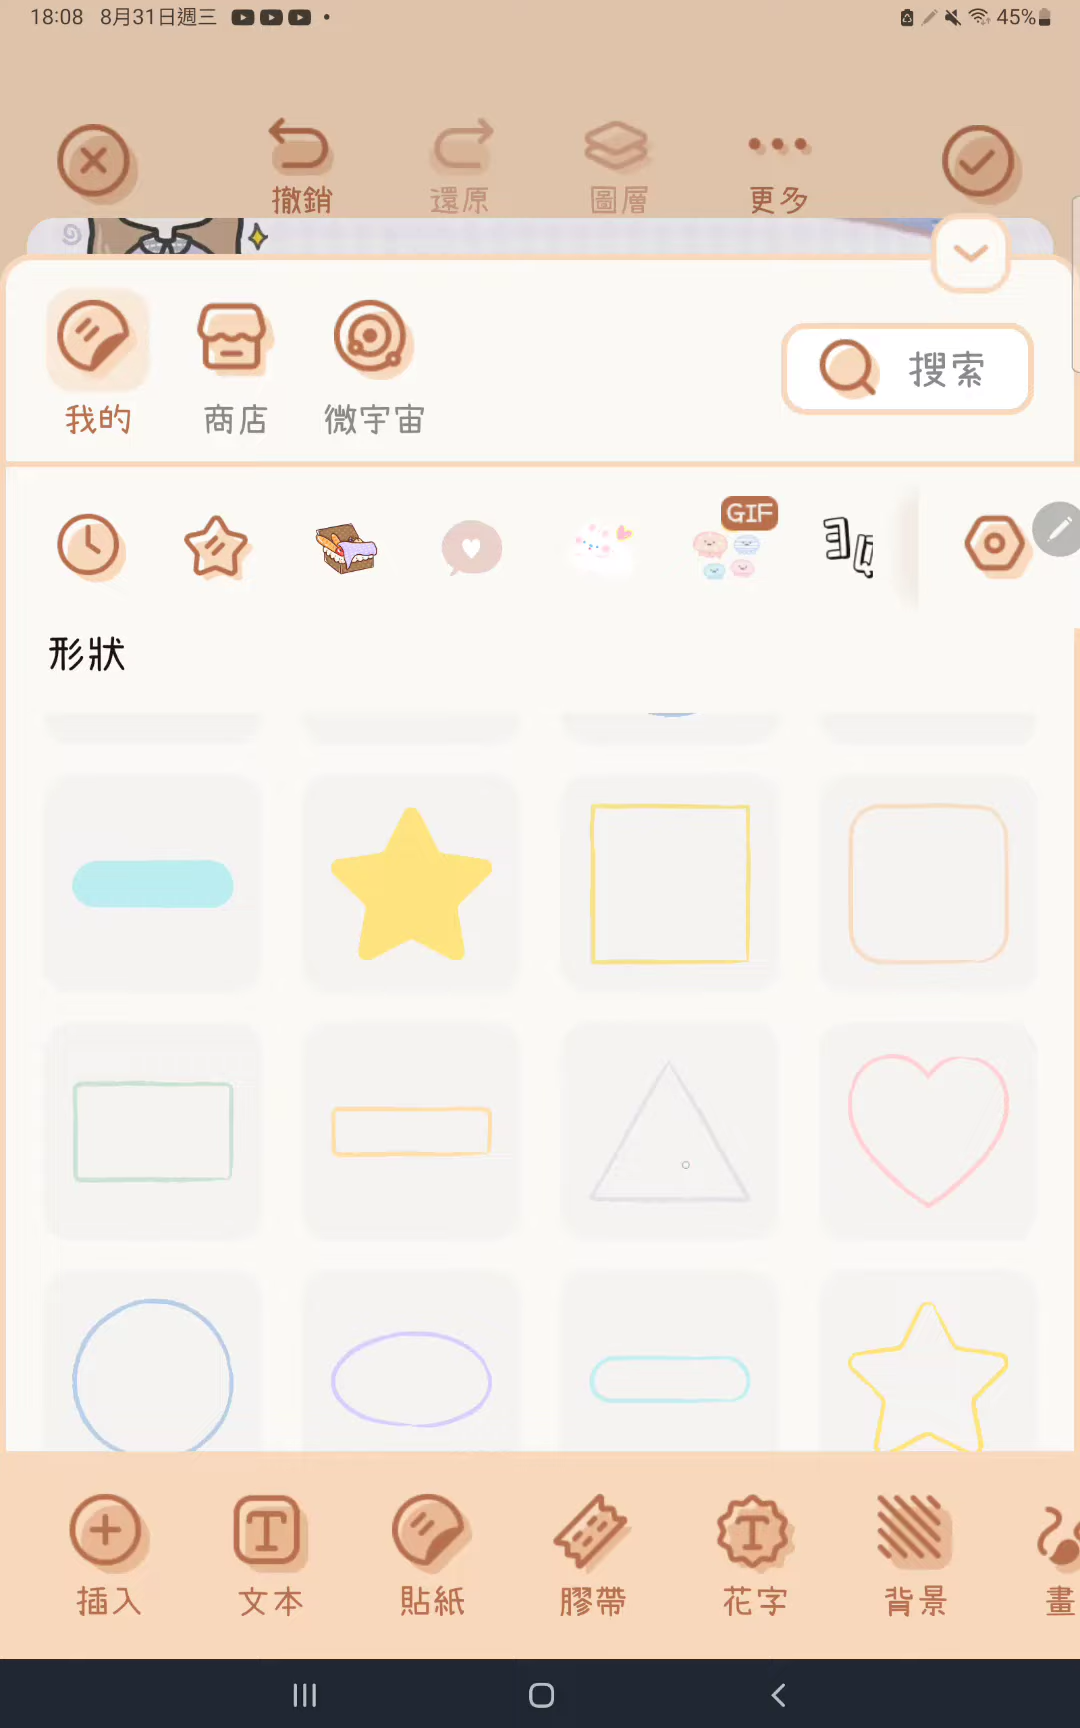 18:08 8月31日週三
45%
撤銷
還原
圖層
更多
我的
商店
微宇宙
搜索
GIF
形狀
插入
文本
貼紙
膠帶
花字
背景
畫